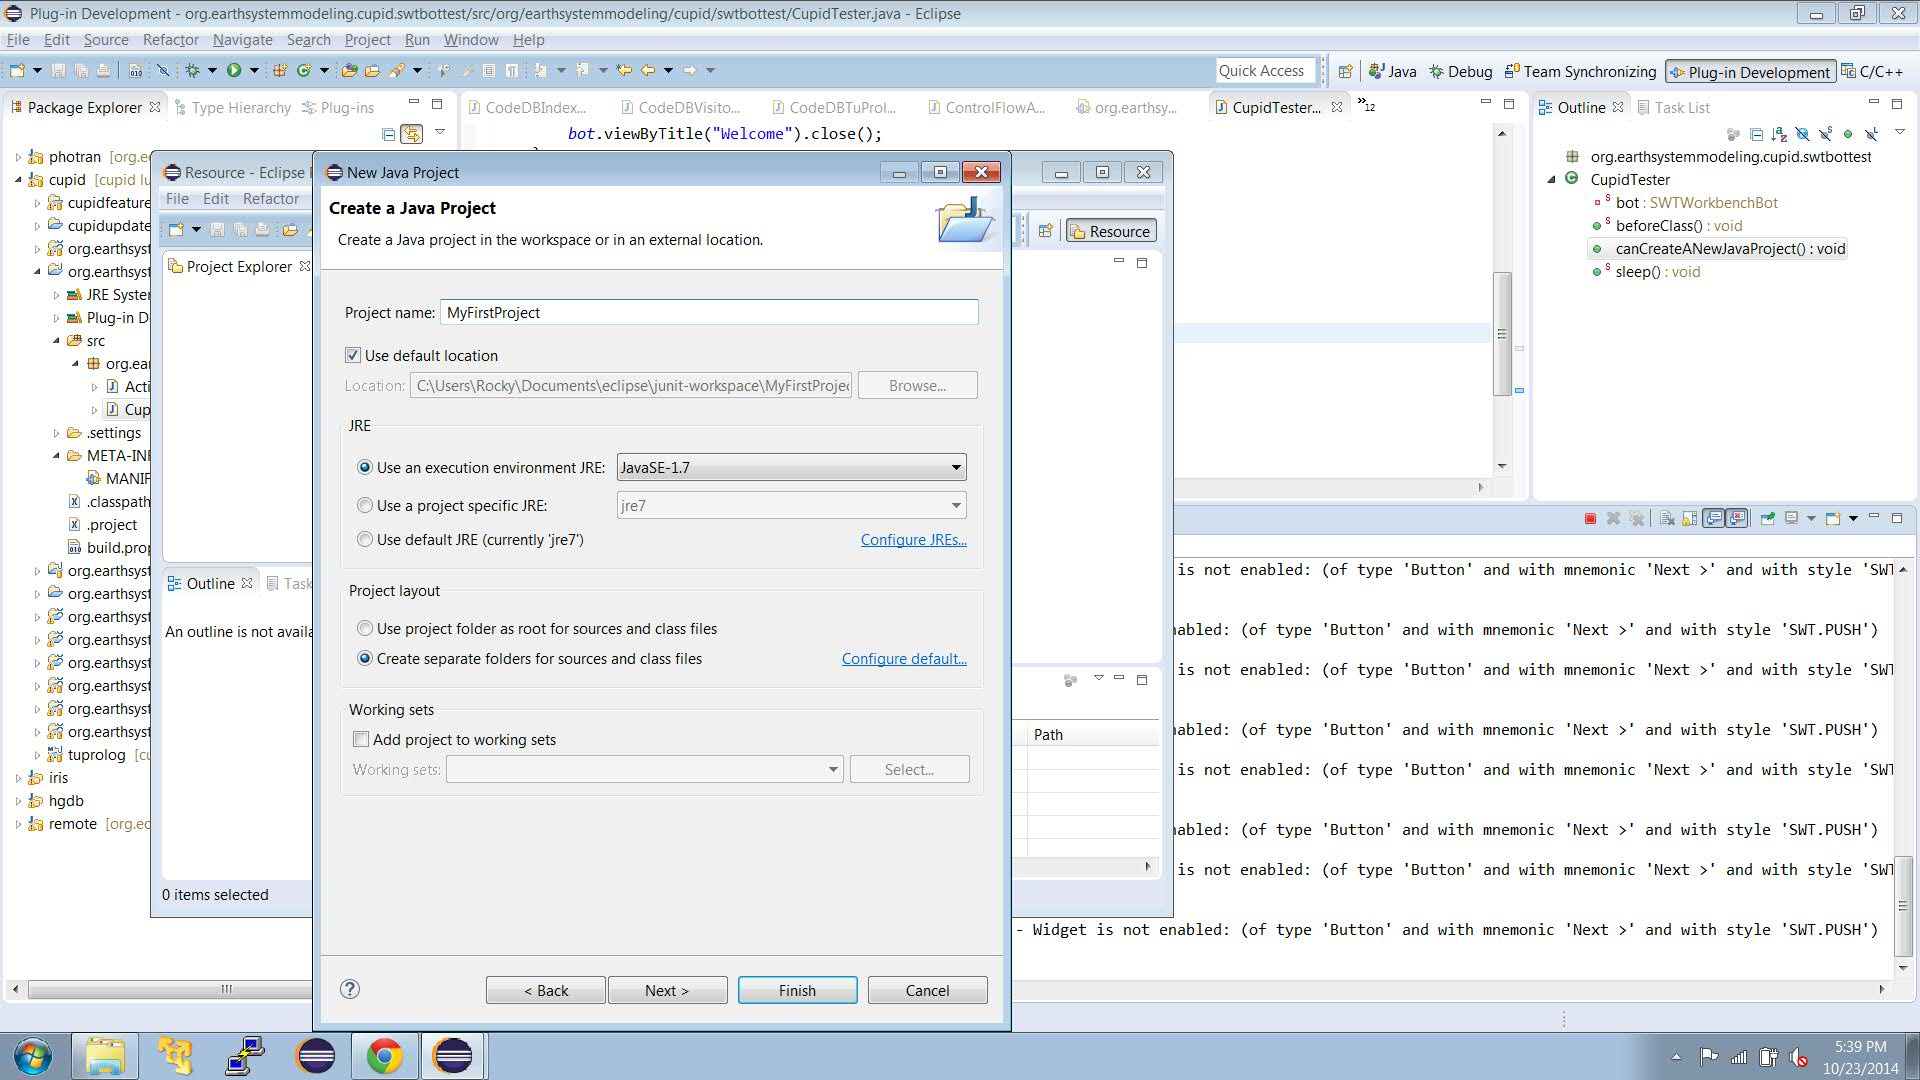 Plug-in Development - org.earthsystemmodeling.cupid.swtbottest/src/org/earthsystemmodeling/cupid/swtbottest/CupidTester.java - Eclipse
File Edit Source Refactor Navigate Search Project Run Window Help
Quick Access Java Debug Team Synchronizing Plug-in Development C/C++
Package Explorer Type Hierarchy Plug-ins
CodeDBIndex... CodeDBVisito... CodeDBTuProl... ControlFlowA... org.earthsy... CupidTester... »12
Outline Task List
bot.viewByTitle("Welcome").close();
}
photran [org.ec
cupid [cupid lu
cupidfeature
cupidupdate
org.earthsyst
org.earthsyst
JRE System
Plug-in D
src
org.ear
Acti
Cup
.settings
META-INF
MANIF
.classpath
.project
build.prop
org.earthsyst
org.earthsyst
org.earthsyst
org.earthsyst
org.earthsyst
org.earthsyst
org.earthsyst
org.earthsyst
tuprolog [cu
iris
hgdb
remote [org.ec
Resource - Eclipse
File Edit Refactor
Resource
Project Explorer
Outline Task
An outline is not availa
0 items selected
Path
New Java Project
Create a Java Project
Create a Java project in the workspace or in an external location.
Project name: MyFirstProject
Use default location
Location: C:\Users\Rocky\Documents\eclipse\junit-workspace\MyFirstProjec
Browse...
JRE
Use an execution environment JRE: JavaSE-1.7
Use a project specific JRE: jre7
Use default JRE (currently 'jre7') Configure JREs...
Project layout
Use project folder as root for sources and class files
Create separate folders for sources and class files Configure default...
Working sets
Add project to working sets
Working sets: Select...
< Back Next > Finish Cancel
org.earthsystemmodeling.cupid.swtbottest
CupidTester
bot : SWTWorkbenchBot
beforeClass() : void
canCreateANewJavaProject() : void
sleep() : void
is not enabled: (of type 'Button' and with mnemonic 'Next >' and with style 'SWT
abled: (of type 'Button' and with mnemonic 'Next >' and with style 'SWT.PUSH')
is not enabled: (of type 'Button' and with mnemonic 'Next >' and with style 'SWT
abled: (of type 'Button' and with mnemonic 'Next >' and with style 'SWT.PUSH')
is not enabled: (of type 'Button' and with mnemonic 'Next >' and with style 'SWT
abled: (of type 'Button' and with mnemonic 'Next >' and with style 'SWT.PUSH')
is not enabled: (of type 'Button' and with mnemonic 'Next >' and with style 'SWT
- Widget is not enabled: (of type 'Button' and with mnemonic 'Next >' and with style 'SWT.PUSH')
5:39 PM
10/23/2014